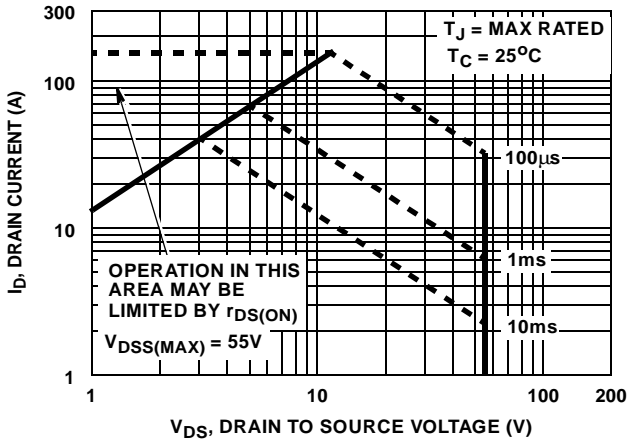 300
T_J = MAX RATED
T_C = 25°C
100
I_D, DRAIN CURRENT (A)
100µs
10
OPERATION IN THIS
AREA MAY BE
LIMITED BY r_DS(ON)
V_DSS(MAX) = 55V
1ms
10ms
1
1
10
100
200
V_DS, DRAIN TO SOURCE VOLTAGE (V)